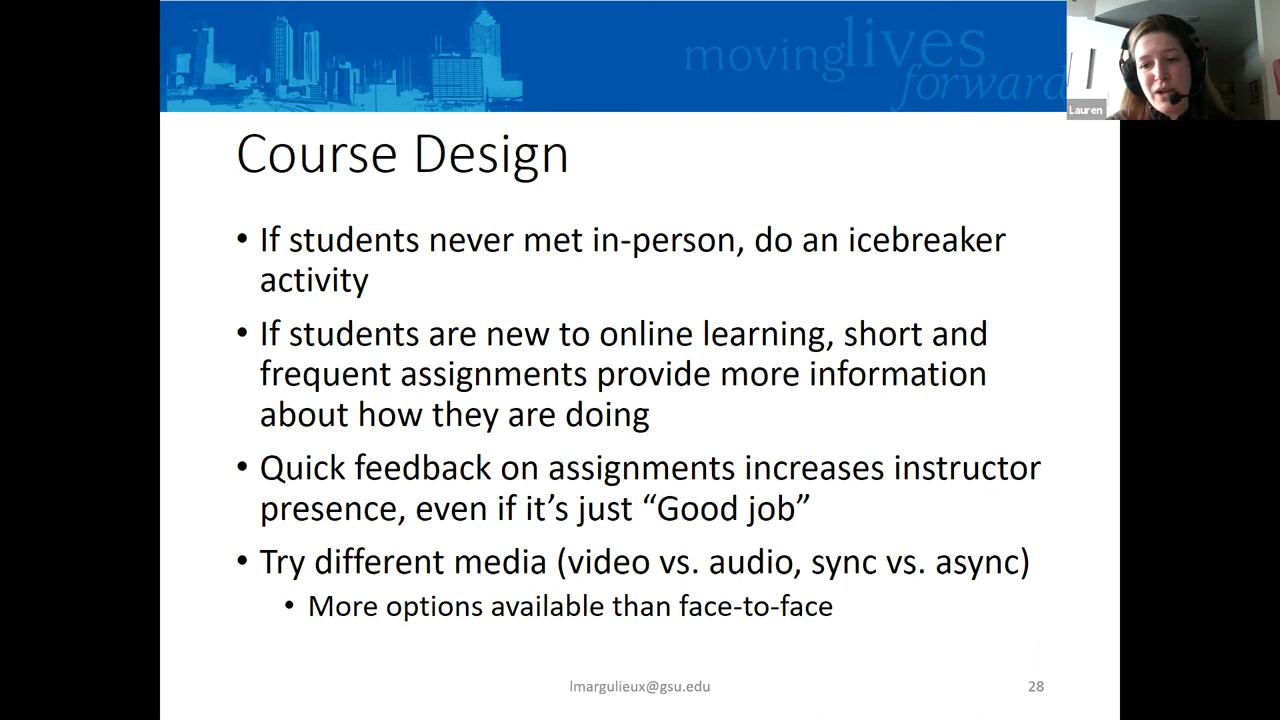 moving lives
forward
Lauren
Course Design
• If students never met in-person, do an icebreaker
activity
• If students are new to online learning, short and
frequent assignments provide more information
about how they are doing
• Quick feedback on assignments increases instructor
presence, even if it’s just “Good job”
• Try different media (video vs. audio, sync vs. async)
• More options available than face-to-face
lmargulieux@gsu.edu
28